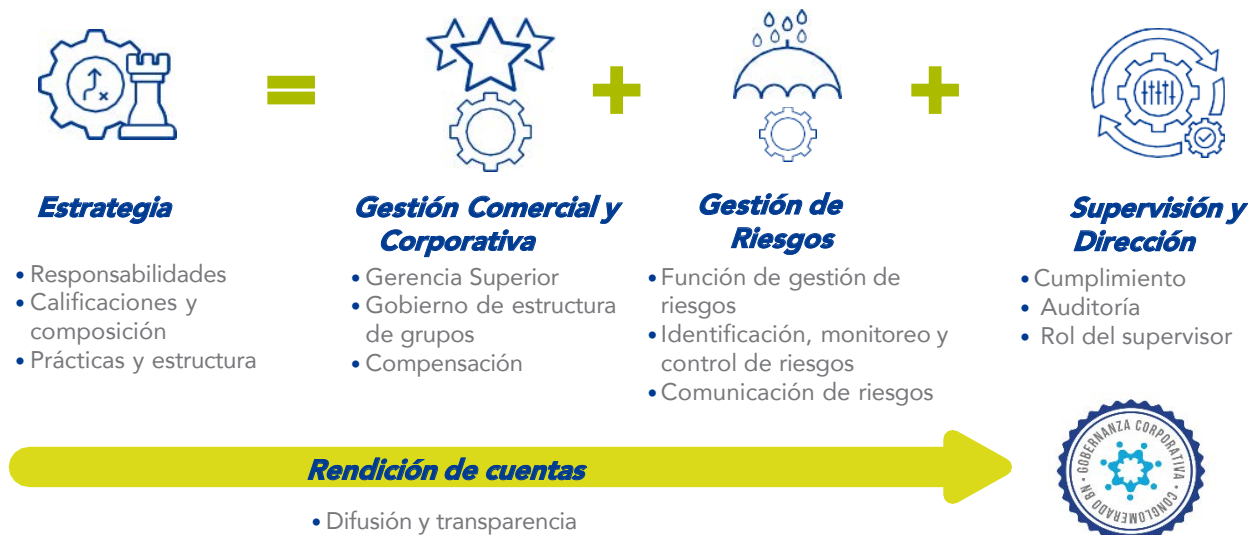 Estrategia
• Responsabilidades
• Calificaciones y
composición
• Prácticas y estructura
Gestión Comercial y
Corporativa
• Gerencia Superior
• Gobierno de estructura
de grupos
• Compensación
Gestión de
Riesgos
• Función de gestión de
riesgos
• Identificación, monitoreo y
control de riesgos
• Comunicación de riesgos
Supervisión y
Dirección
• Cumplimiento
• Auditoría
• Rol del supervisor
Rendición de cuentas
• Difusión y transparencia
GOBERNANZA CORPORATIVA • CONGLOMERADO BN •